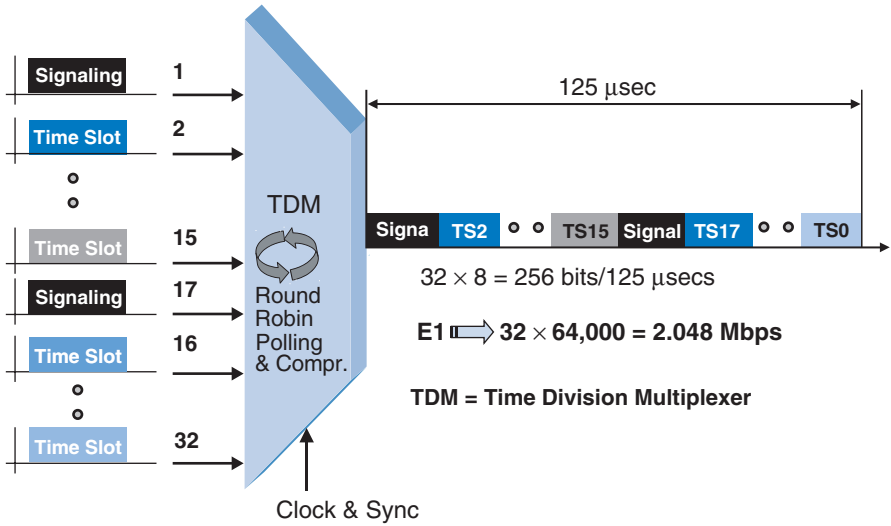 Signaling
1
Time Slot
2
Time Slot
15
Signaling
17
Time Slot
16
Time Slot
32
TDM
Round
Robin
Polling
& Compr.
Clock & Sync
125 μsec
Signa
TS2
TS15
Signal
TS17
TS0
32 × 8 = 256 bits/125 μsecs
E1 32 × 64,000 = 2.048 Mbps
TDM = Time Division Multiplexer